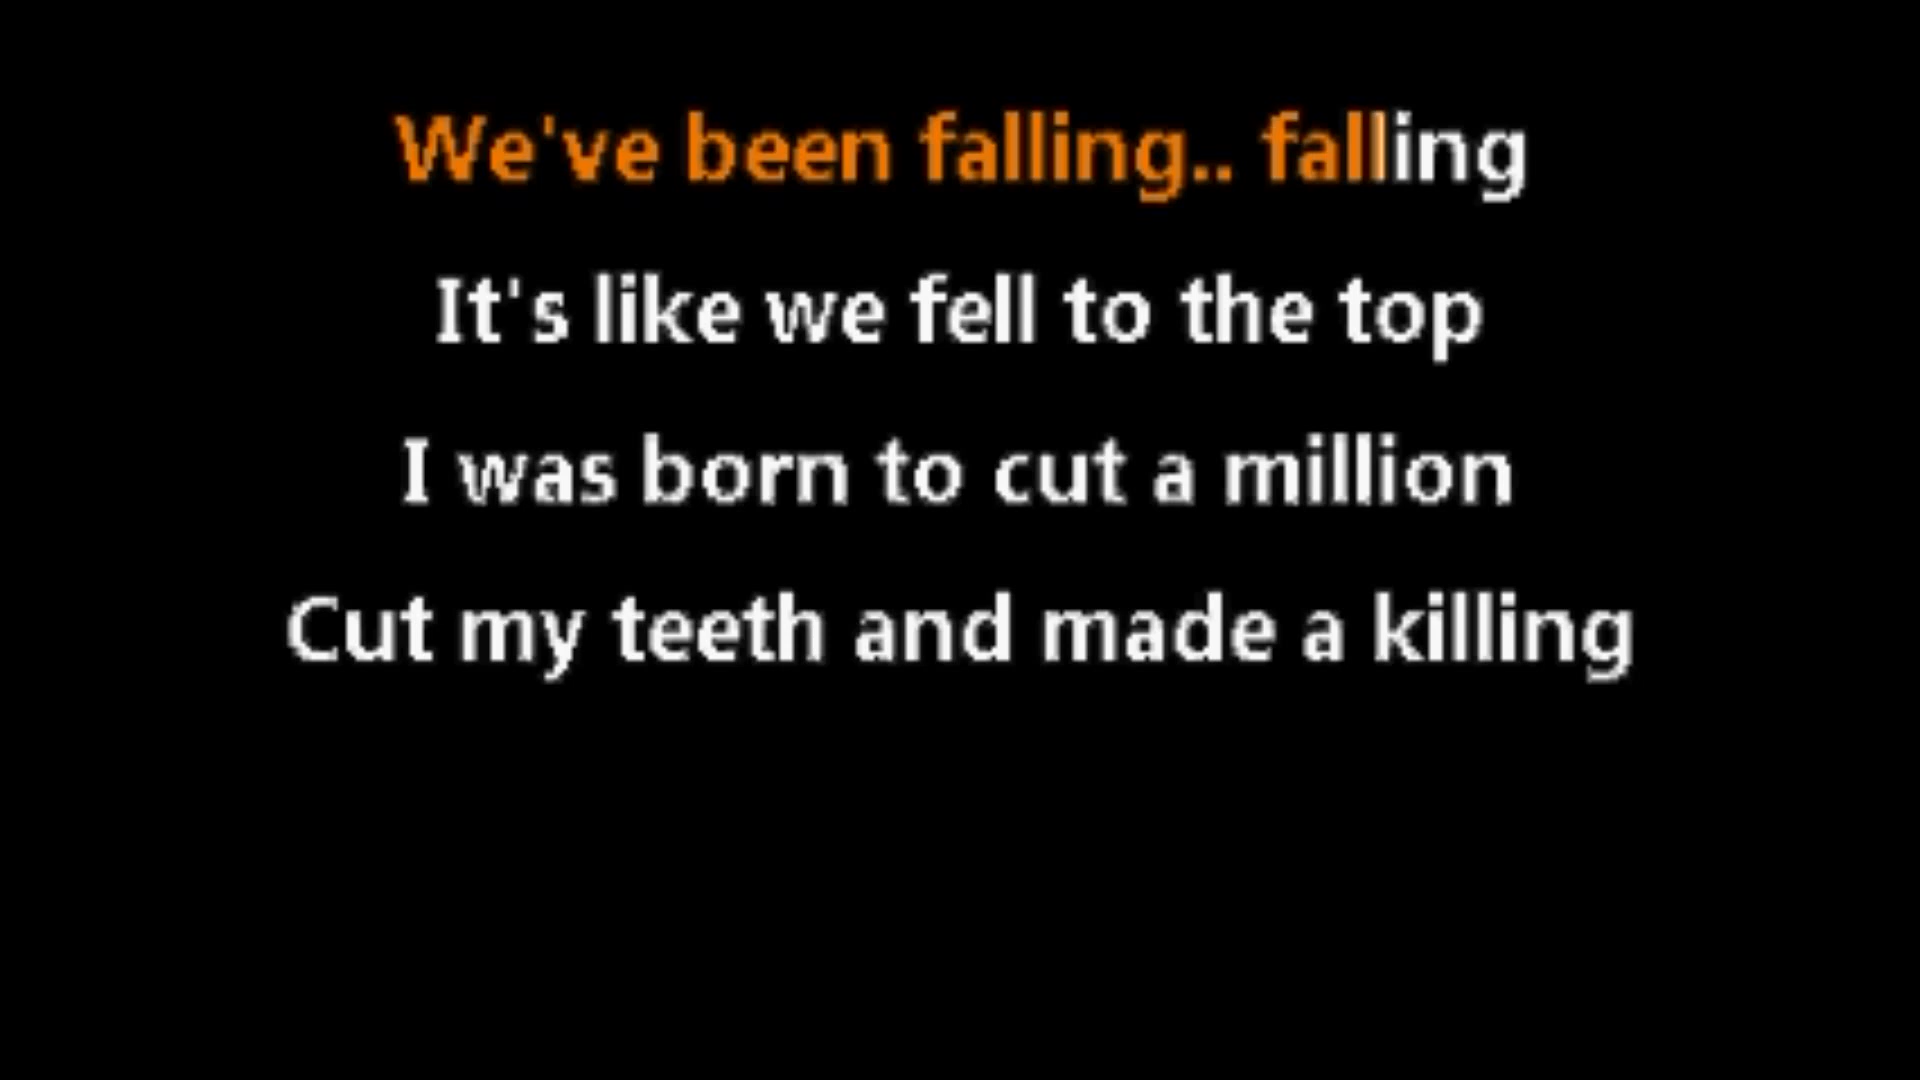 We've been falling.. falling
It's like we fell to the top
I was born to cut a million
Cut my teeth and made a killing